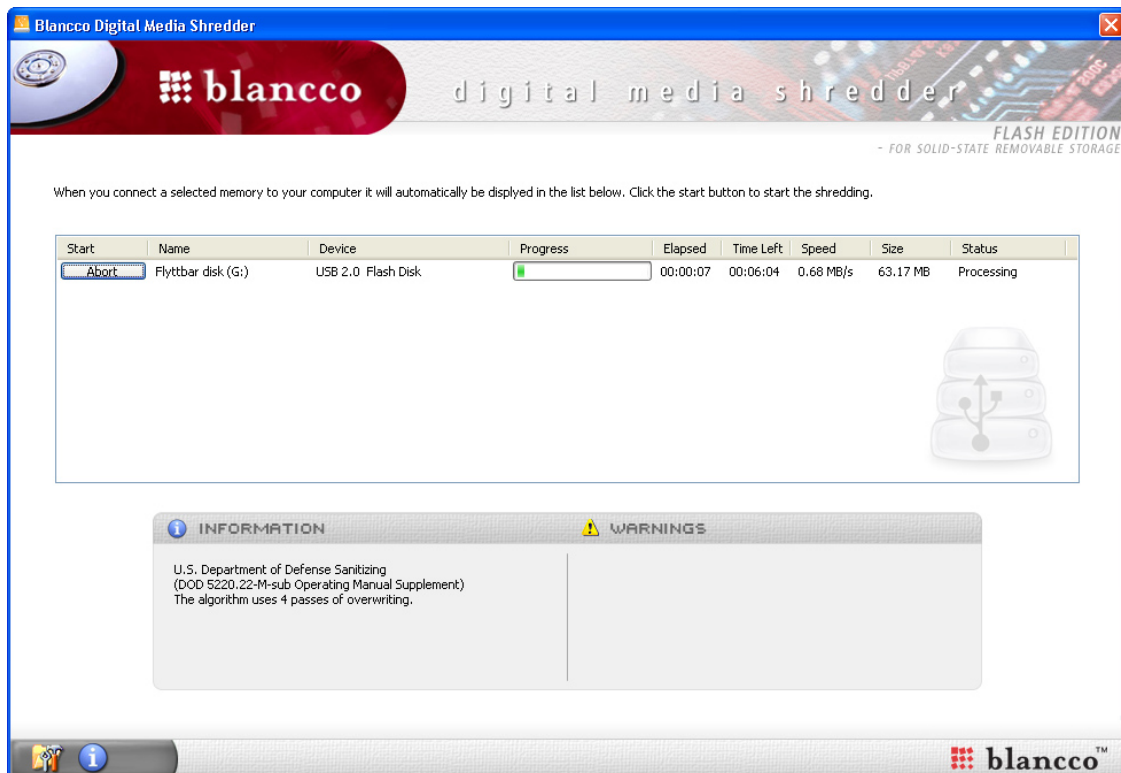 Blancco Digital Media Shredder
blancco
digital media shredder
FLASH EDITION
- FOR SOLID-STATE REMOVABLE STORAGE
When you connect a selected memory to your computer it will automatically be displyed in the list below. Click the start button to start the shredding.
Start Name Device Progress Elapsed Time Left Speed Size Status
Abort Flyttbar disk (G:) USB 2.0 Flash Disk 00:00:07 00:06:04 0.68 MB/s 63.17 MB Processing
INFORMATION WARNINGS
U.S. Department of Defense Sanitizing
(DOD 5220.22-M-sub Operating Manual Supplement)
The algorithm uses 4 passes of overwriting.
blancco™